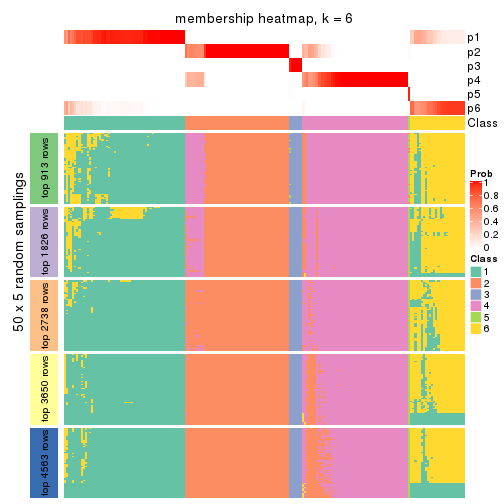 membership heatmap, k = 6
p1
p2
p3
p4
p5
p6
Class
50 x 5 random samplings
top 913 rows
top 1826 rows
top 2738 rows
top 3650 rows
top 4563 rows
Prob
1
0.8
0.6
0.4
0.2
0
Class
1
2
3
4
5
6